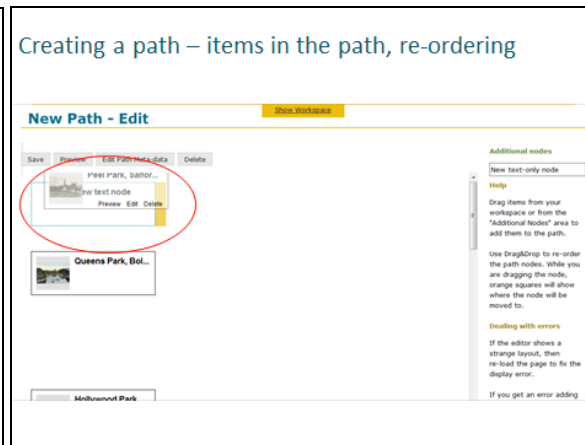 Creating a path – items in the path, re-ordering
Show Workspace
New Path - Edit
Save Preview Edit Path Meta-data Delete
Peel Park, Salfor...
ew text node
Preview Edit Delete
Queens Park, Bol...
Hollywood Park
Additional nodes
New text-only node
Help
Drag items from your
workspace or from the
"Additional Nodes" area to
add them to the path.
Use Drag&Drop to re-order
the path nodes. While you
are dragging the node,
orange squares will show
where the node will be
moved to.
Dealing with errors
If the editor shows a
strange layout, then
re-load the page to fix the
display error.
If you get an error adding